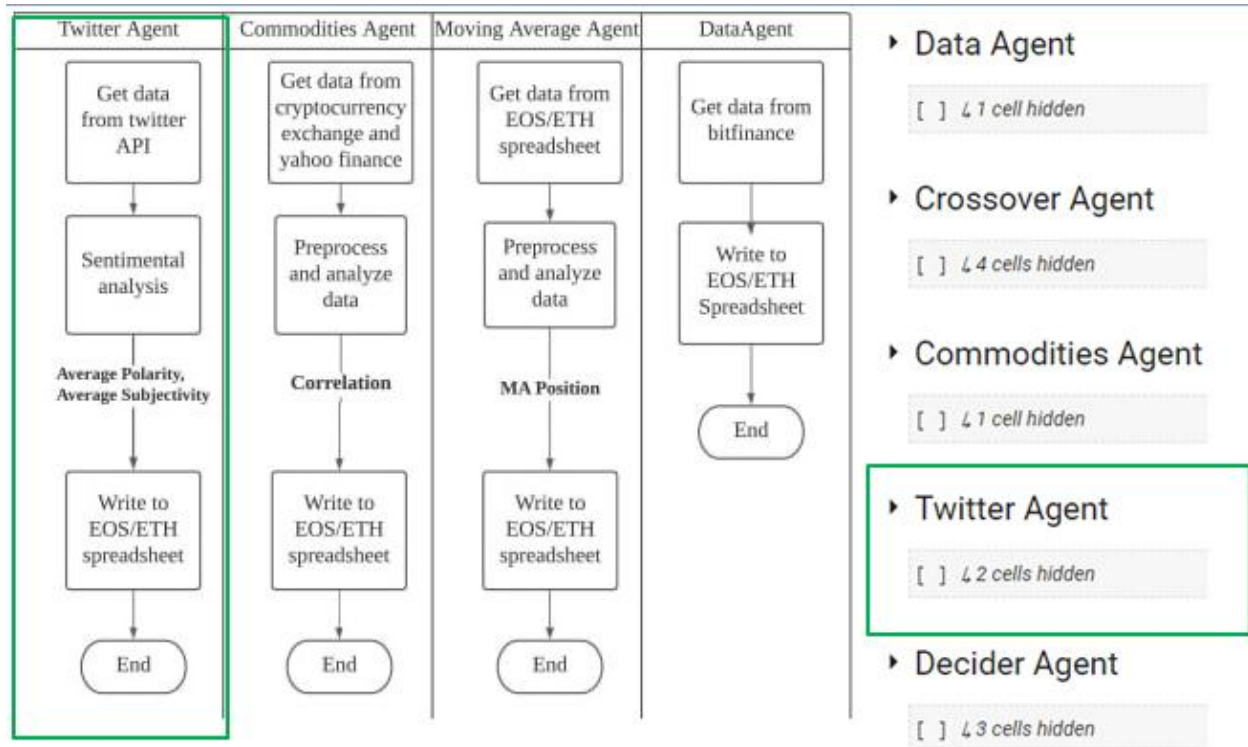 Twitter Agent
Get data
from twitter
API
Sentimental
analysis
Average Polarity,
Average Subjectivity
Write to
EOS/ETH
spreadsheet
End
Commodities Agent
Get data from
cryptocurrency
exchange and
yahoo finance
Preprocess
and analyze
data
Correlation
Write to
EOS/ETH
spreadsheet
End
Moving Average Agent
Get data from
EOS/ETH
spreadsheet
Preprocess
and analyze
data
MA Position
Write to
EOS/ETH
spreadsheet
End
DataAgent
Get data from
bitfinance
Write to
EOS/ETH
Spreadsheet
End
Data Agent
[ ] ↳ 1 cell hidden
Crossover Agent
[ ] ↳ 4 cells hidden
Commodities Agent
[ ] ↳ 1 cell hidden
Twitter Agent
[ ] ↳ 2 cells hidden
Decider Agent
[ ] ↳ 3 cells hidden